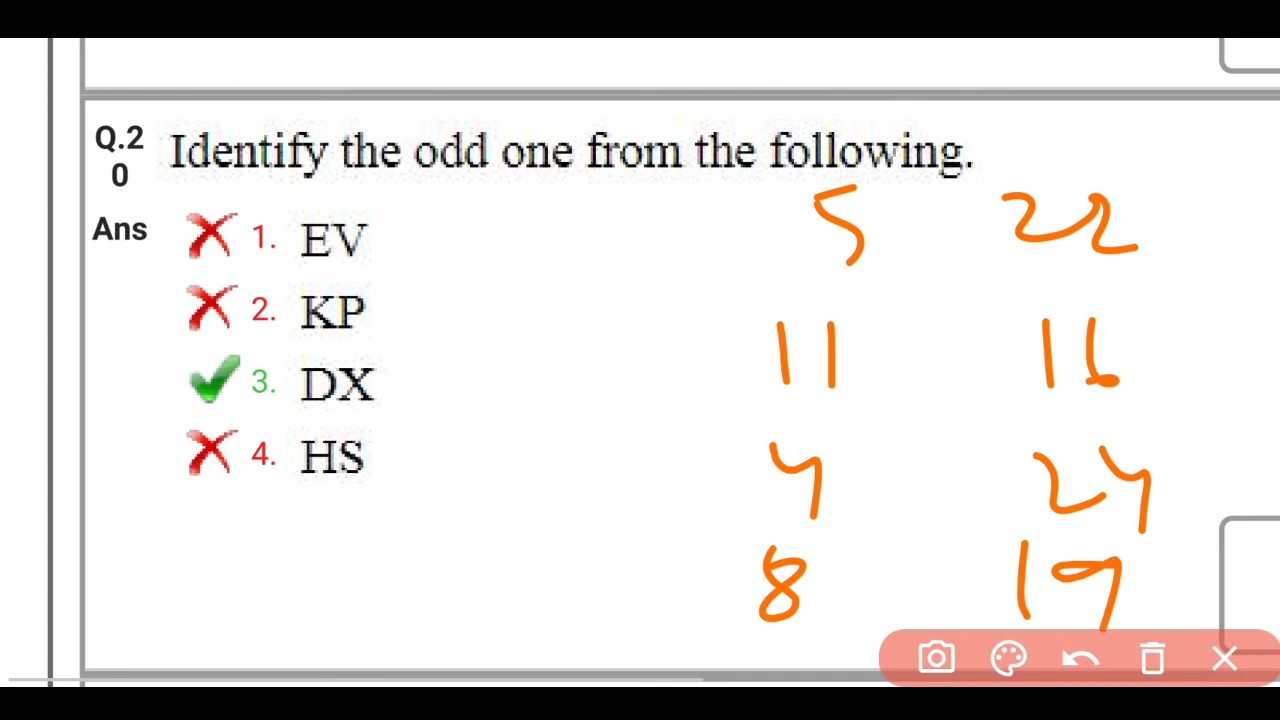 Q.2 Identify the odd one from the following.
0
Ans 1. EV
2. KP
3. DX
4. HS
5 22
11 16
4 24
8 19